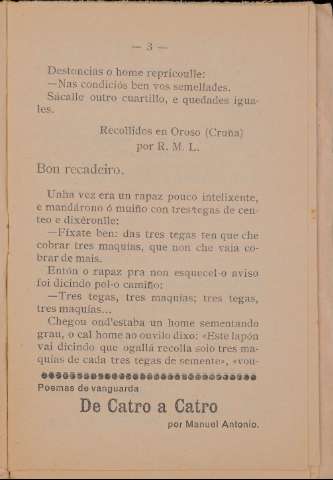 — 3 —
Destoncias o home repricoulle:
—Nas condiciós ben vos semellades.
Sácalle outro cuartillo, e quedades igua-
les.
Recollidos en Oroso (Cruña)
por R. M. L.
Bon recadeiro.
Unha vez era un rapaz pouco intelixente,
e mandárono ó muiño con tres tegas de cen-
teo e dixéronlle:
—Fíxate ben: das tres tegas ten que che
cobrar tres maquías, que non che vaia co-
brar de mais.
Entón o rapaz pra non esquecel-o aviso
foi dicindo pol-o camiño:
—Tres tegas, tres maquías; tres tegas,
tres maquías...
Chegou ond'estaba un home sementando
grau, o cal home ao ouvilo dixo: «Este lapón
vai dicindo que ogallá recolla solo tres ma-
quías de cada tres tegas de semente», «vou-
Poemas de vanguarda
De Catro a Catro
por Manuel Antonio.